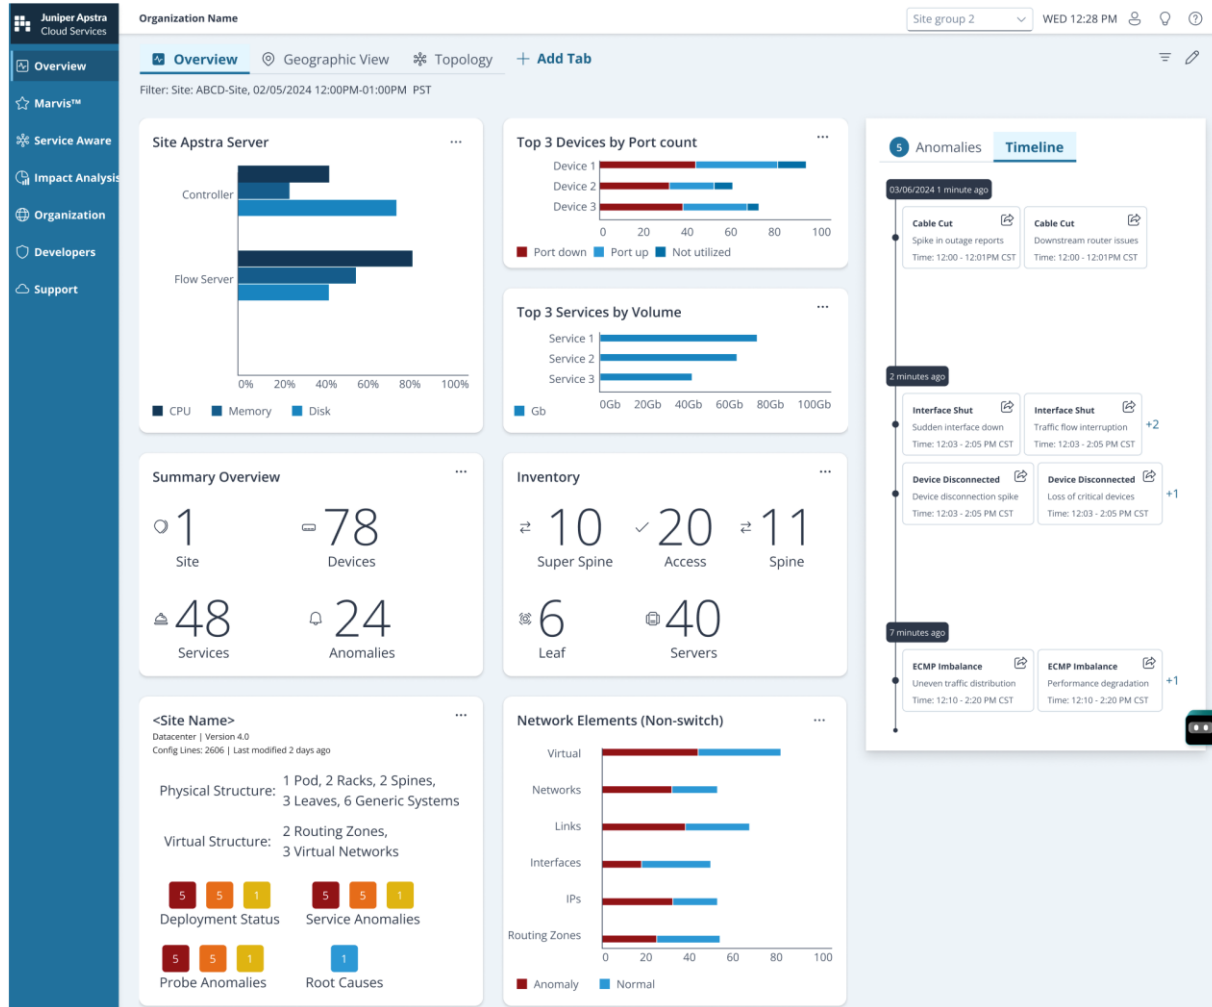 Juniper Apstra
Cloud Services
Overview
Marvis™
Service Aware
Impact Analysis
Organization
Developers
Support
Organization Name
Site group 2
WED 12:28 PM
Overview
Geographic View
Topology
+ Add Tab
Filter: Site: ABCD-Site, 02/05/2024 12:00PM-01:00PM PST
Site Apstra Server
...
Controller
Flow Server
0% 20% 40% 60% 80% 100%
CPU Memory Disk
Top 3 Devices by Port count
...
Device 1
Device 2
Device 3
0 20 40 60 80 100
Port down Port up Not utilized
Top 3 Services by Volume
...
Service 1
Service 2
Service 3
0Gb 20Gb 40Gb 60Gb 80Gb 100Gb
Gb
Summary Overview
...
1
Site
78
Devices
48
Services
24
Anomalies
Inventory
...
10
Super Spine
20
Access
11
Spine
6
Leaf
40
Servers
<Site Name>
...
Datacenter | Version 4.0
Config Lines: 2606 | Last modified 2 days ago
Physical Structure: 1 Pod, 2 Racks, 2 Spines,
3 Leaves, 6 Generic Systems
Virtual Structure: 2 Routing Zones,
3 Virtual Networks
5 5 1
Deployment Status
5 5 1
Service Anomalies
5 5 1
Probe Anomalies
1
Root Causes
Network Elements (Non-switch)
...
Virtual
Networks
Links
Interfaces
IPs
Routing Zones
0 20 40 60 80 100
Anomaly Normal
5 Anomalies
Timeline
03/06/2024 1 minute ago
Cable Cut
Spike in outage reports
Time: 12:00 - 12:01PM CST
Cable Cut
Downstream router issues
Time: 12:00 - 12:01PM CST
2 minutes ago
Interface Shut
Sudden interface down
Time: 12:03 - 2:05 PM CST
Interface Shut
Traffic flow interruption
Time: 12:03 - 2:05 PM CST
+2
Device Disconnected
Device disconnection spike
Time: 12:03 - 2:05 PM CST
Device Disconnected
Loss of critical devices
Time: 12:03 - 2:05 PM CST
+1
7 minutes ago
ECMP Imbalance
Uneven traffic distribution
Time: 12:10 - 2:20 PM CST
ECMP Imbalance
Performance degradation
Time: 12:10 - 2:20 PM CST
+1